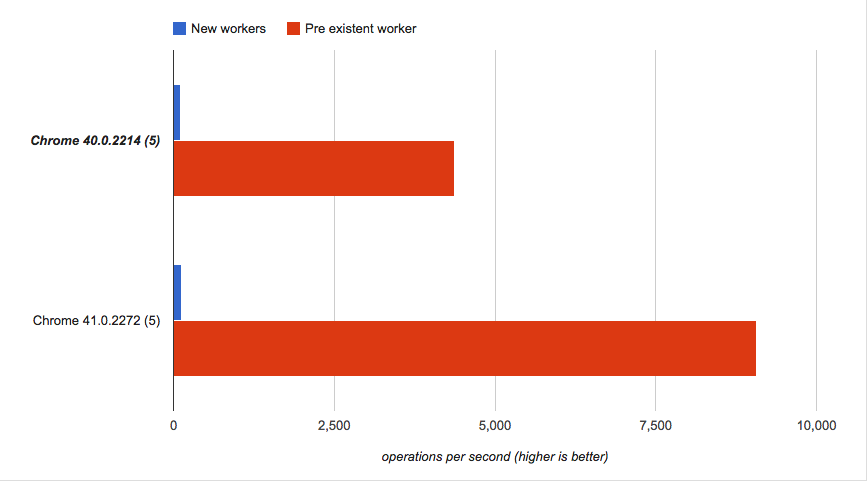 New workers Pre existent worker
Chrome 40.0.2214 (5)
Chrome 41.0.2272 (5)
0 2,500 5,000 7,500 10,000
operations per second (higher is better)